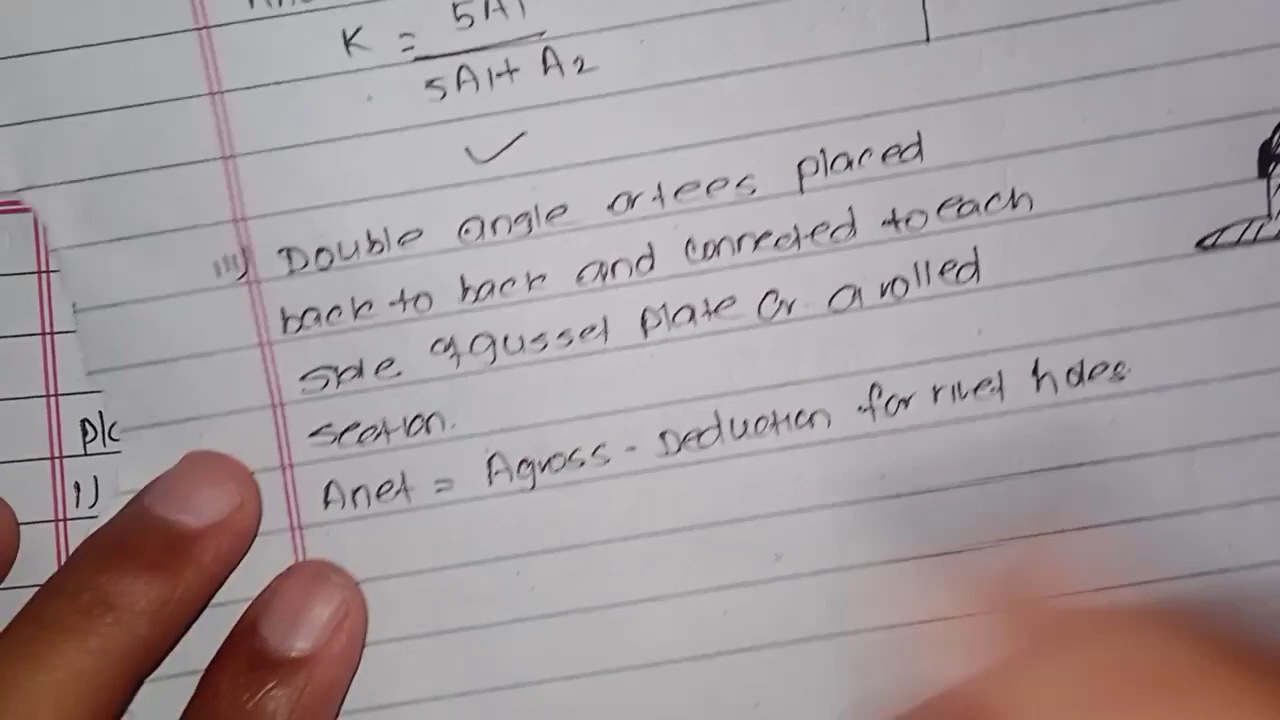 K = 5A1
5A1 + A2
iii) Double angle or tees placed
back to back and connected to each
side of gusset plate or a rolled
section.
Anet = Agross - Deduction for rivet holes.
P/c
1)